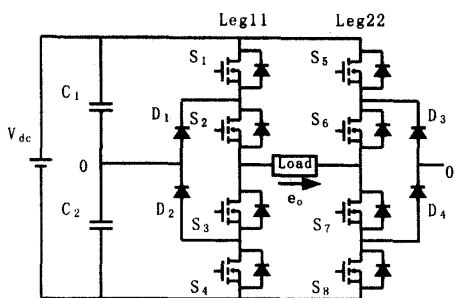 Leg11 Leg22
S1 S5
C1
D1 S2 S6 D3
Vdc
0 Load 0
eo
C2
D2 S3 S7 D4
S4 S8